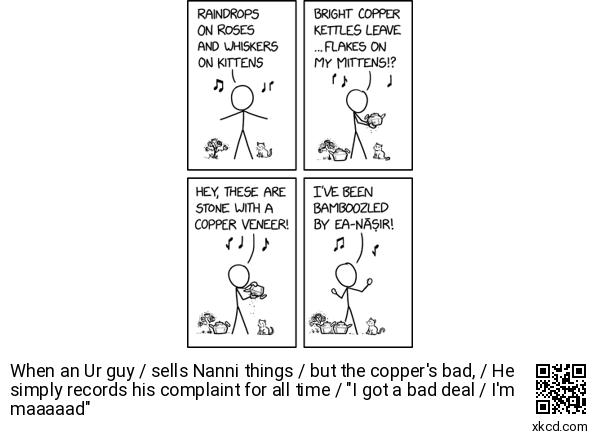 RAINDROPS
ON ROSES
AND WHISKERS
ON KITTENS
BRIGHT COPPER
KETTLES LEAVE
...FLAKES ON
MY MITTENS!?
HEY, THESE ARE
STONE WITH A
COPPER VENEER!
I'VE BEEN
BAMBOOZLED
BY EA-NĀṢIR!
When an Ur guy / sells Nanni things / but the copper's bad, / He
simply records his complaint for all time / "I got a bad deal / I'm
maaaaad"
xkcd.com